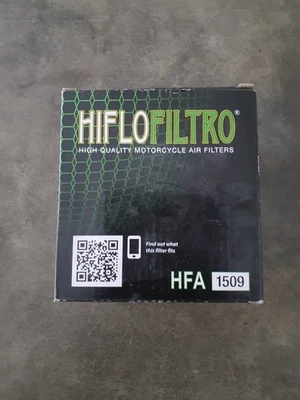 HIFLOFILTRO®
HIGH QUALITY MOTORCYCLE AIR FILTERS
Find out what
this filter fits
HFA 1509